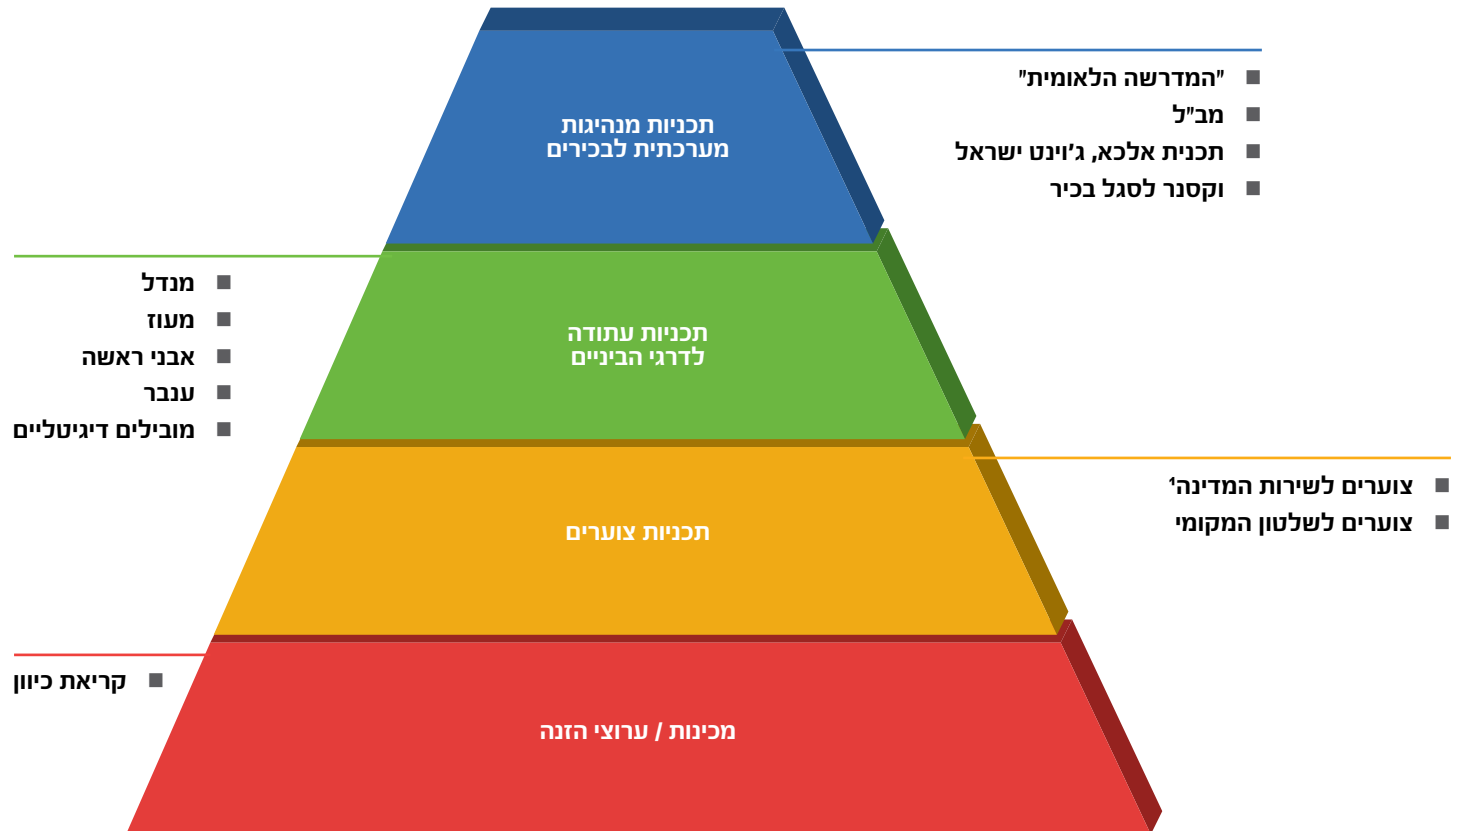 תכניות מנהיגות
מערכתית לבכירים
"המדרשה הלאומית"
מב"ל
תכנית אלכא, ג'וינט ישראל
וקסנר לסגל בכיר
תכניות עתודה
לדרגי הביניים
מנדל
מעוז
אבני ראשה
ענבר
מובילים דיגיטליים
תכניות צוערים
צוערים לשירות המדינה¹
צוערים לשלטון המקומי
מכינות / ערוצי הזנה
קריאת כיוון